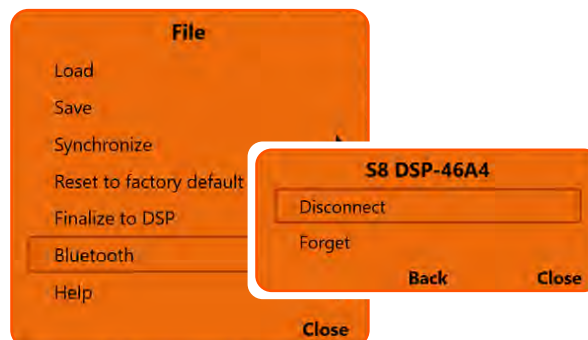 File
Load
Save
Synchronize
Reset to factory default
Finalize to DSP
Bluetooth
Help
Close
S8 DSP-46A4
Disconnect
Forget
Back Close